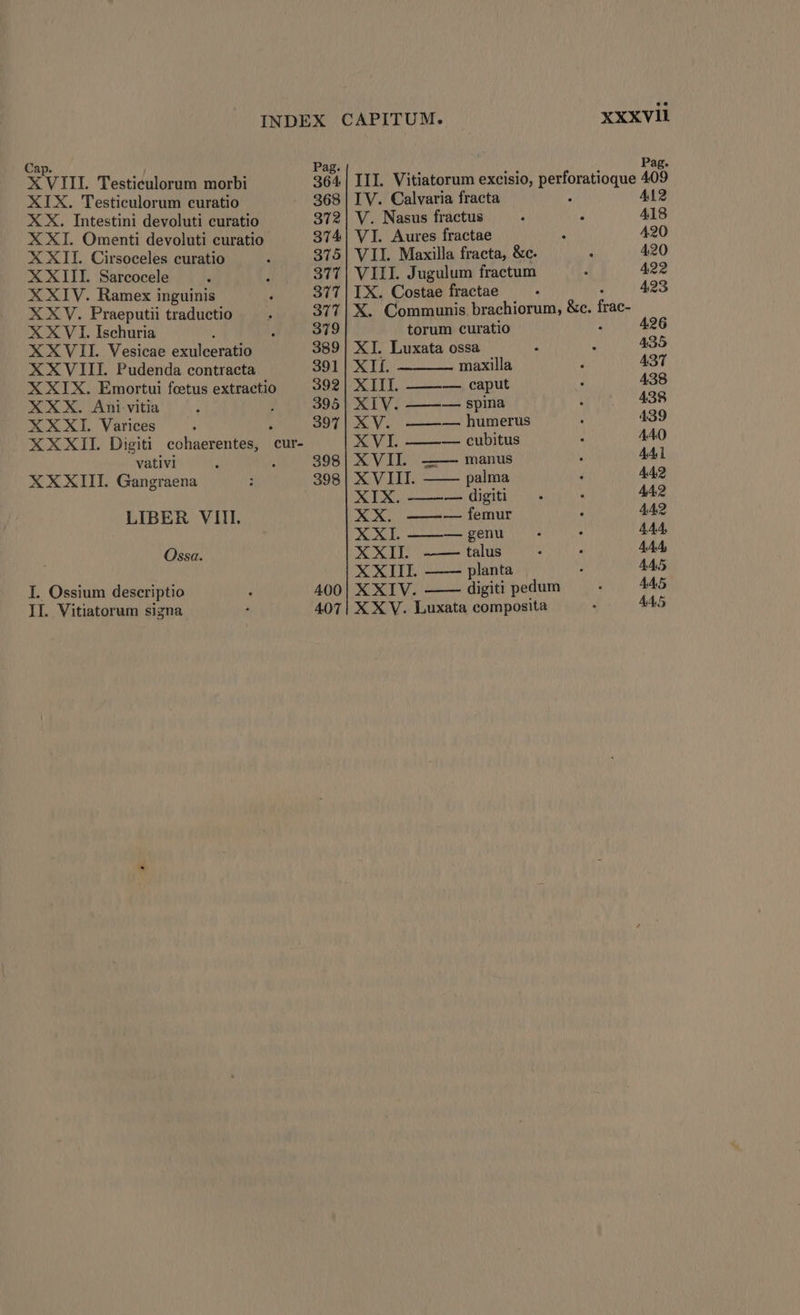 INDEX CAPITUM. xxxvii
Cap. Pag.
XVIII. Testiculorum morbi 364
XIX. Testiculorum curatio 368
XX. Intestini devoluti curatio 372
XXI. Omenti devoluti curatio 374
XXII. Cirsoceles curatio . 375
XXIII. Sarcocele . . 377
XXIV. Ramex inguinis . 377
XXV. Praeputii traductio . 377
XXVI. Ischuria . . 379
XXVII. Vesicae exulceratio 389
XXVIII. Pudenda contracta 391
XXIX. Emortui foetus extractio 392
XXX. Ani vitia . . 395
XXXI. Varices . . 397
XXXII. Digiti cohaerentes, cur-
vativi . . 398
XXXIII. Gangraena : 398
LIBER VIII.
Ossa.
I. Ossium descriptio . 400
II. Vitiatorum signa . 407
Pag.
III. Vitiatorum excisio, perforatioque 409
IV. Calvaria fracta . 412
V. Nasus fractus . . 418
VI. Aures fractae . 420
VII. Maxilla fracta, &c. . 420
VIII. Jugulum fractum . 422
IX. Costae fractae . . 423
X. Communis brachiorum, &c. frac-
torum curatio . 426
XI. Luxata ossa . . 435
XII. —— maxilla . 437
XIII. —— caput . 438
XIV. —— spina . 438
XV. —— humerus . 439
XVI. —— cubitus . 440
XVII. —— manus . 441
XVIII. —— palma . 442
XIX. —— digiti . . 442
XX. —— femur . 442
XXI. —— genu . . 444
XXII. —— talus . . 444
XXIII. —— planta . 445
XXIV. —— digiti pedum . 445
XXV. Luxata composita . 445